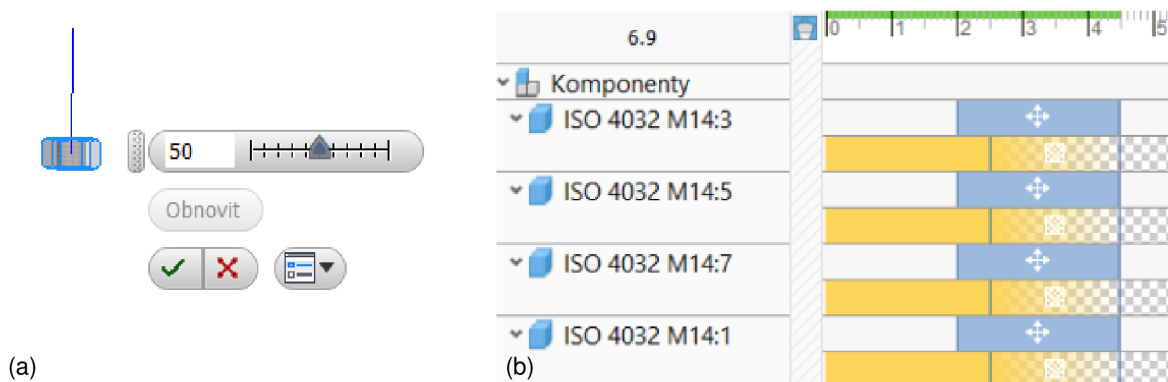 50
Obnovit
(a)
6.9
0 1 2 3 4 5
Komponenty
ISO 4032 M14:3
ISO 4032 M14:5
ISO 4032 M14:7
ISO 4032 M14:1
(b)